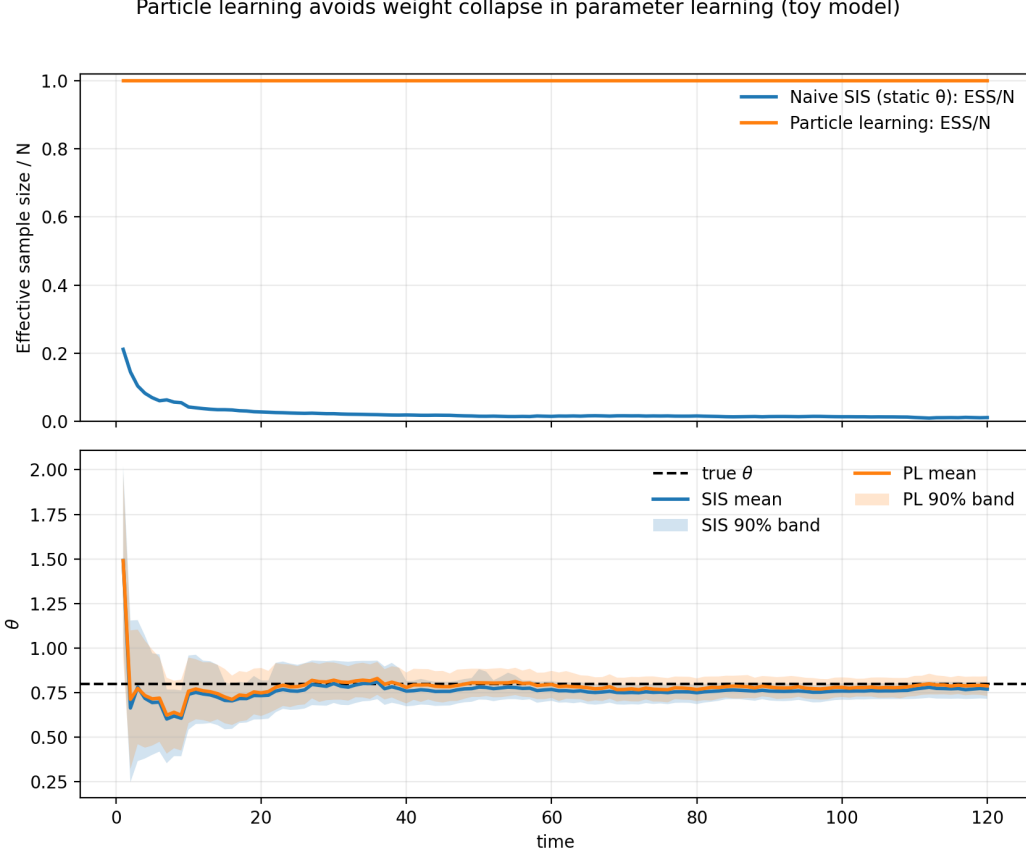 Particle learning avoids weight collapse in parameter learning (toy model)
1.0
0.8
0.6
0.4
0.2
0.0
Effective sample size / N
Naive SIS (static θ): ESS/N
Particle learning: ESS/N
2.00
1.75
1.50
1.25
1.00
0.75
0.50
0.25
θ
true θ
SIS mean
SIS 90% band
PL mean
PL 90% band
0 20 40 60 80 100 120
time